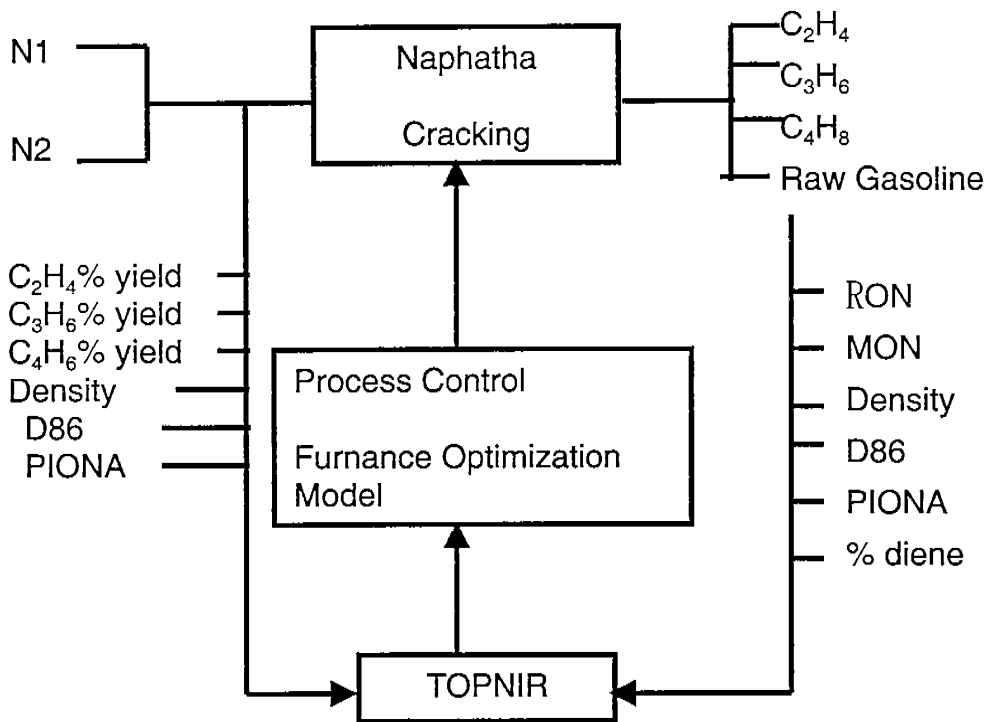 N1
N2
Naphatha
Cracking
C₂H₄
C₃H₆
C₄H₈
Raw Gasoline
C₂H₄% yield
C₃H₆% yield
C₄H₆% yield
Density
D86
PIONA
Process Control
Furnance Optimization
Model
RON
MON
Density
D86
PIONA
% diene
TOPNIR